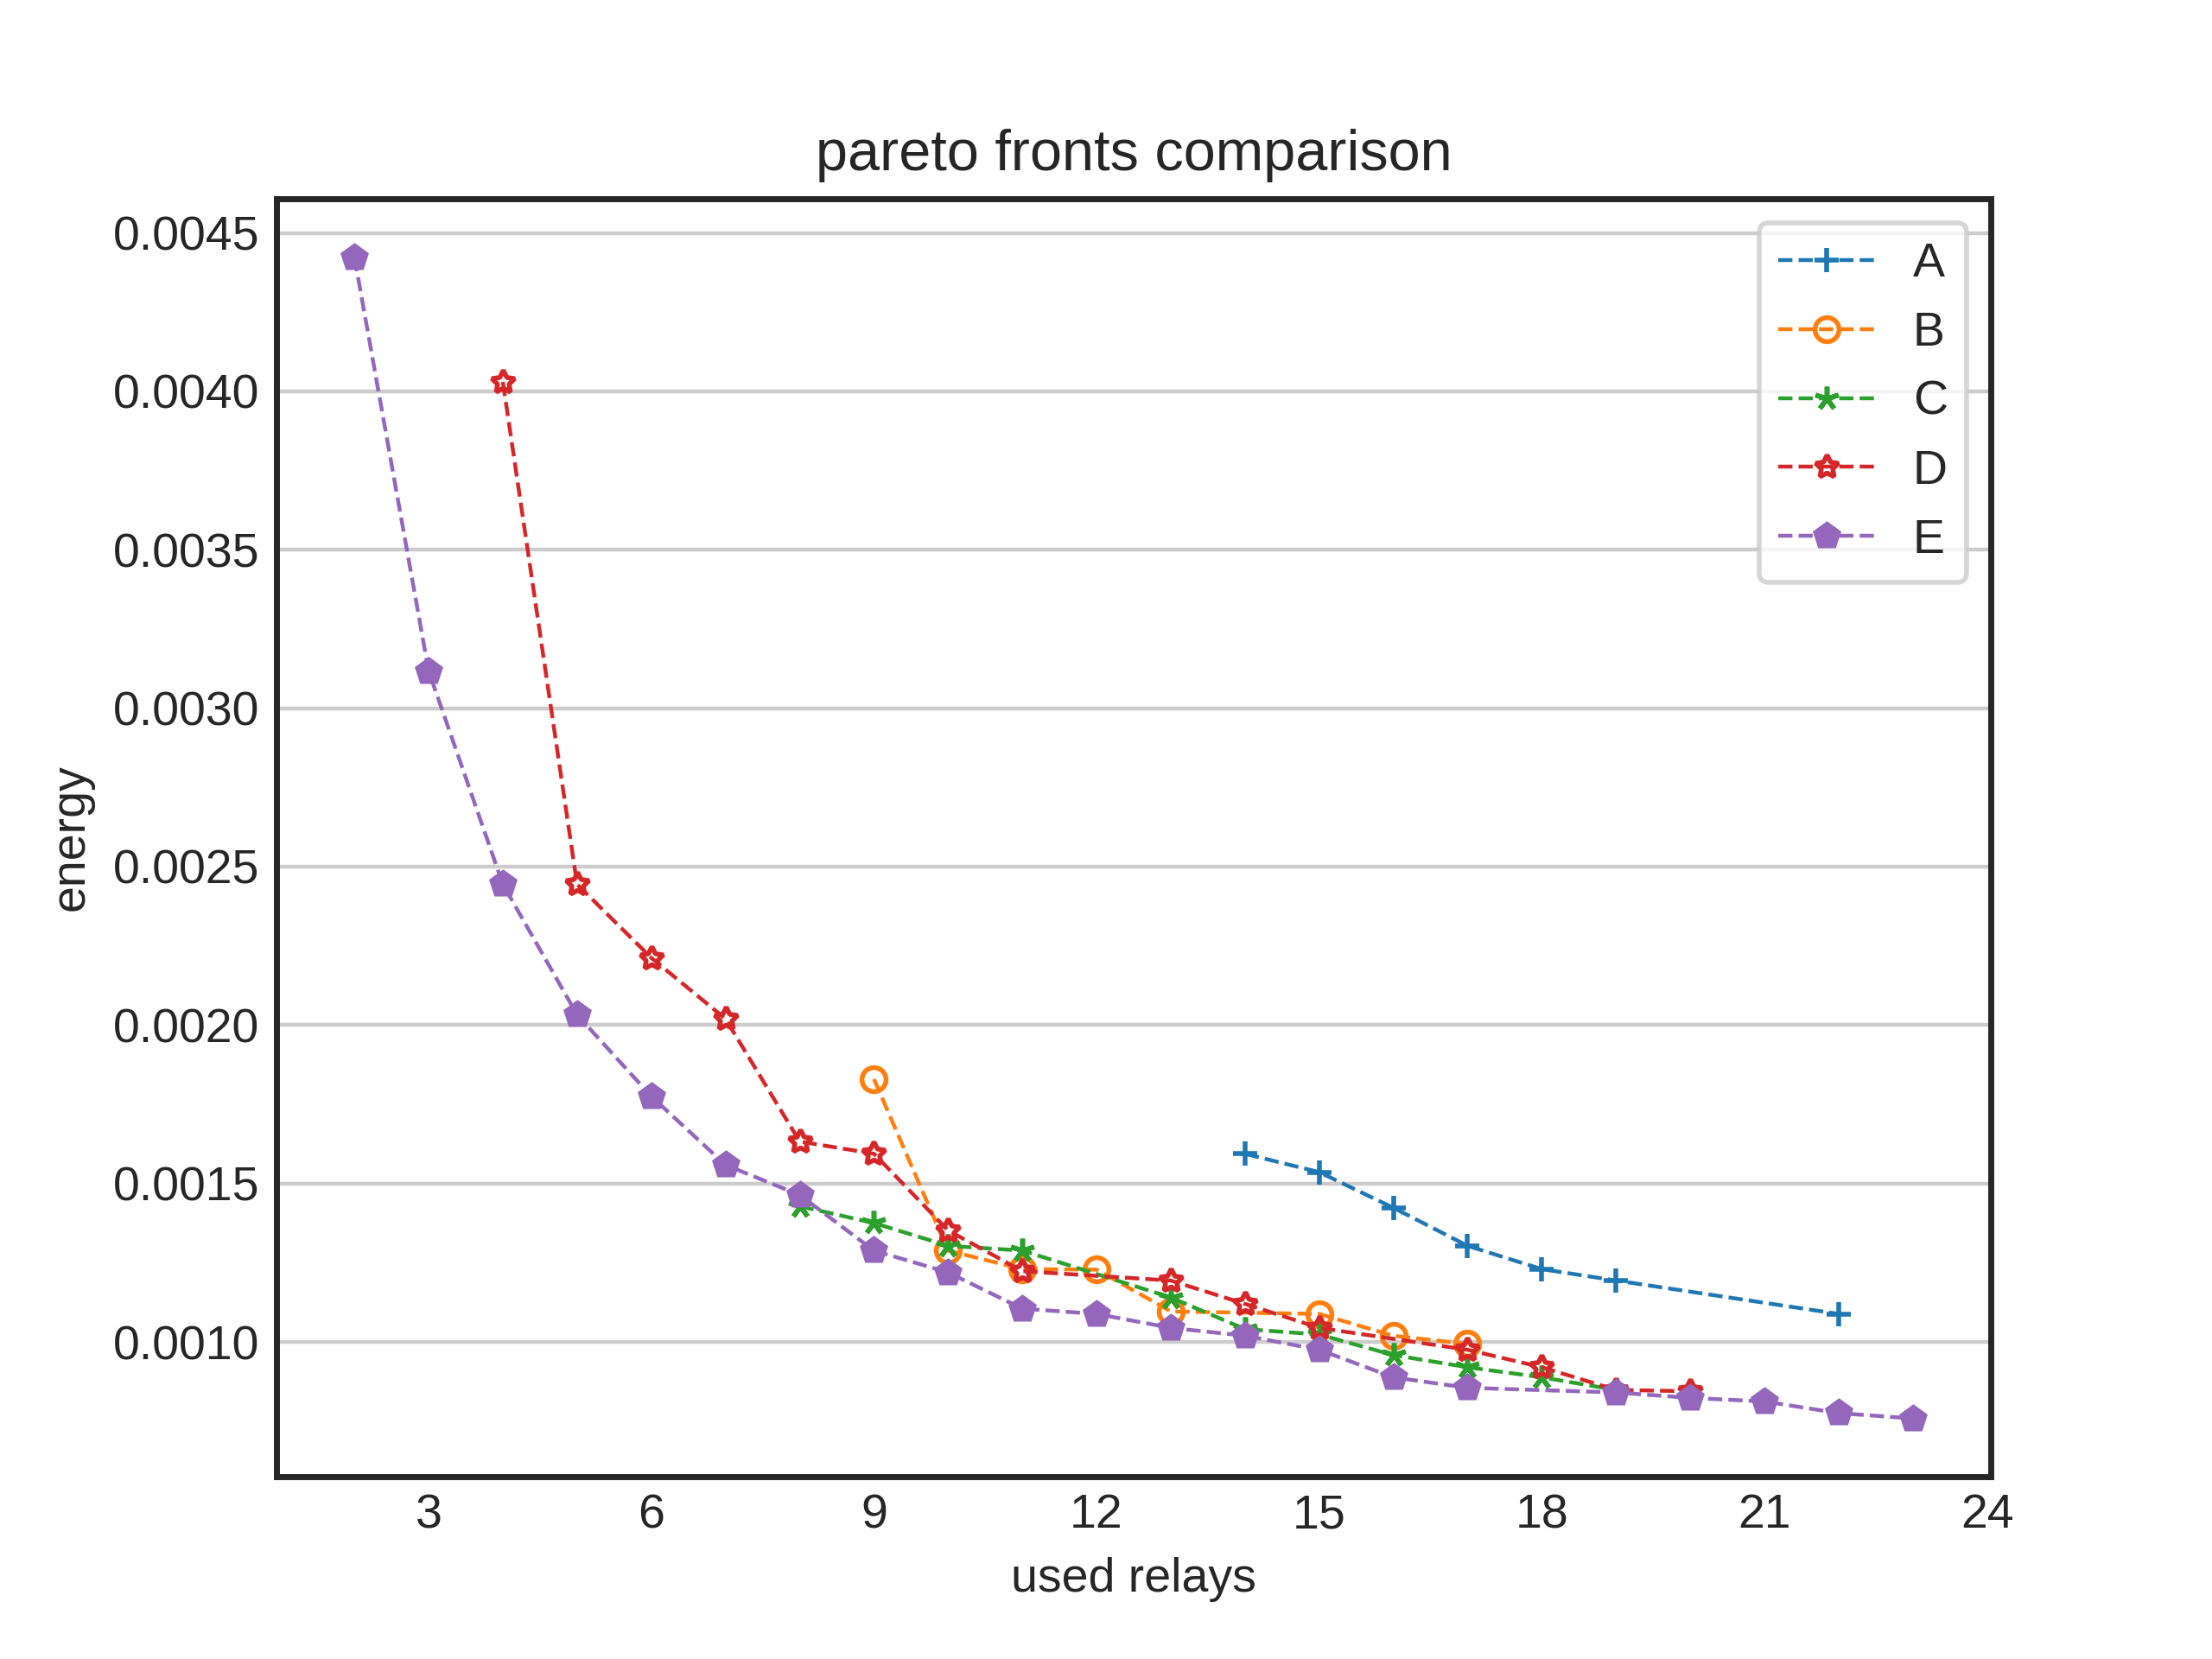 pareto fronts comparison
0.0045
0.0040
0.0035
0.0030
0.0025
0.0020
0.0015
0.0010
energy
A
B
C
D
E
3 6 9 12 15 18 21 24
used relays